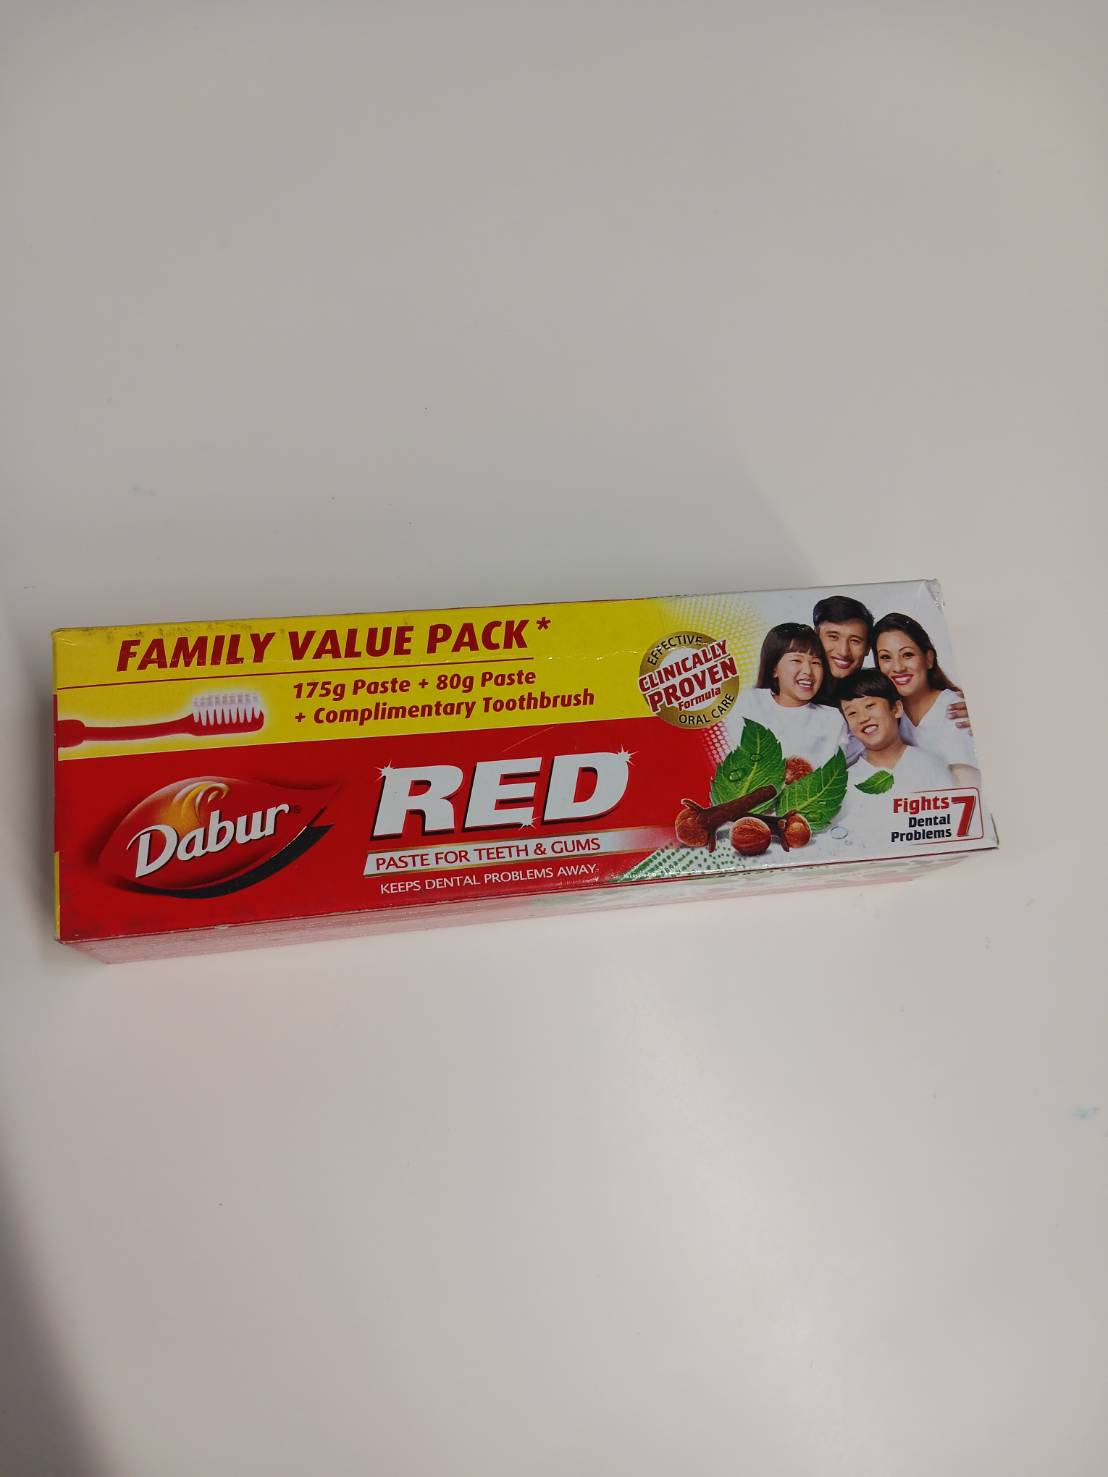 FAMILY VALUE PACK*
175g Paste + 80g Paste
+ Complimentary Toothbrush
EFFECTIVE
CLINICALLY
PROVEN
Formula
ORAL CARE
Dabur®
RED
PASTE FOR TEETH & GUMS
KEEPS DENTAL PROBLEMS AWAY
Fights 7
Dental
Problems